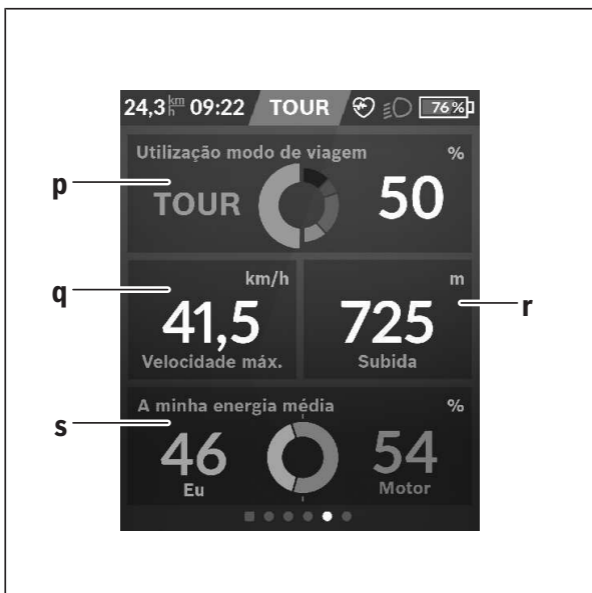 24,3 km/h 09:22 TOUR 76%
Utilização modo de viagem %
p TOUR 50
q km/h m r
41,5 725
Velocidade máx. Subida
A minha energia média %
s 46 54
Eu Motor